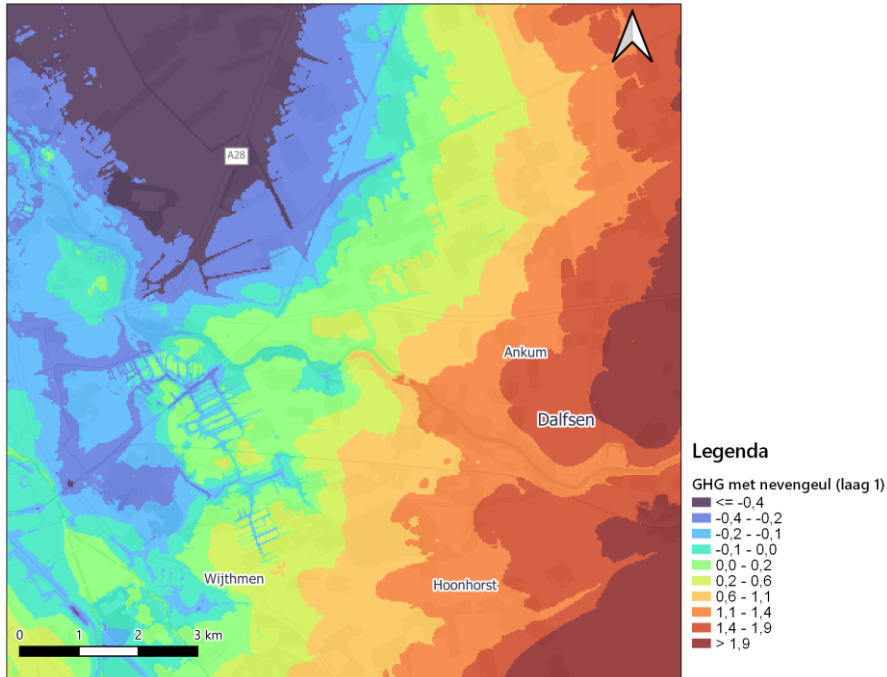 A28
Ankum
Dalfsen
Wijthmen
Hoonhorst
0 1 2 3 km
Legenda
GHG met nevengeul (laag 1)
<= -0,4
-0,4 - -0,2
-0,2 - -0,1
-0,1 - 0,0
0,0 - 0,2
0,2 - 0,6
0,6 - 1,1
1,1 - 1,4
1,4 - 1,9
> 1,9